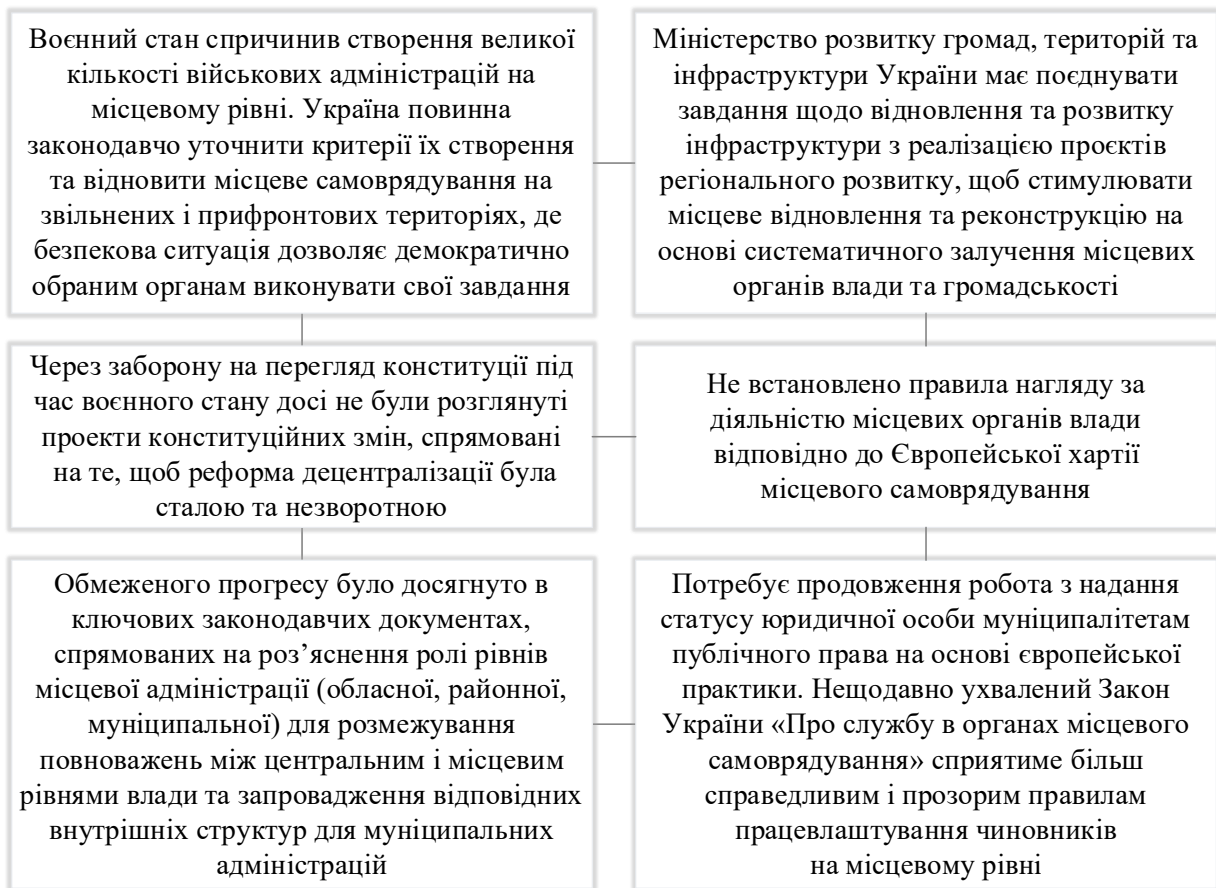 Воєнний стан спричинив створення великої
кількості військових адміністрацій на
місцевому рівні. Україна повинна
законодавчо уточнити критерії їх створення
та відновити місцеве самоврядування на
звільнених і прифронтових територіях, де
безпекова ситуація дозволяє демократично
обраним органам виконувати свої завдання
Міністерство розвитку громад, територій та
інфраструктури України має поєднувати
завдання щодо відновлення та розвитку
інфраструктури з реалізацією проєктів
регіонального розвитку, щоб стимулювати
місцеве відновлення та реконструкцію на
основі систематичного залучення місцевих
органів влади та громадськості
Через заборону на перегляд конституції під
час воєнного стану досі не були розглянуті
проекти конституційних змін, спрямовані
на те, щоб реформа децентралізації була
сталою та незворотною
Не встановлено правила нагляду за
діяльністю місцевих органів влади
відповідно до Європейської хартії
місцевого самоврядування
Обмеженого прогресу було досягнуто в
ключових законодавчих документах,
спрямованих на роз’яснення ролі рівнів
місцевої адміністрації (обласної, районної,
муніципальної) для розмежування
повноважень між центральним і місцевим
рівнями влади та запровадження відповідних
внутрішніх структур для муніципальних
адміністрацій
Потребує продовження робота з надання
статусу юридичної особи муніципалітетам
публічного права на основі європейської
практики. Нещодавно ухвалений Закон
України «Про службу в органах місцевого
самоврядування» сприятиме більш
справедливим і прозорим правилам
працевлаштування чиновників
на місцевому рівні